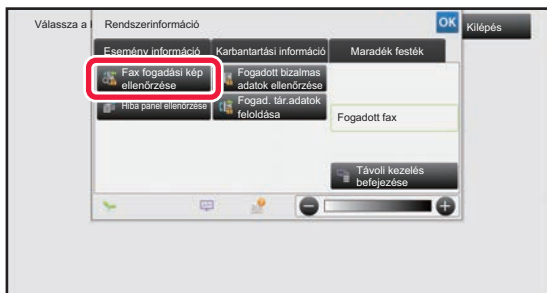 Válassza a
Rendszerinformáció
OK
Kilépés
Esemény információ
Karbantartási információ
Maradék festék
Fax fogadási kép
ellenőrzése
Fogadott bizalmas
adatok ellenőrzése
Hiba panel ellenőrzése
Fogad. tár.adatok
feloldása
Fogadott fax
Távoli kezelés
befejezése